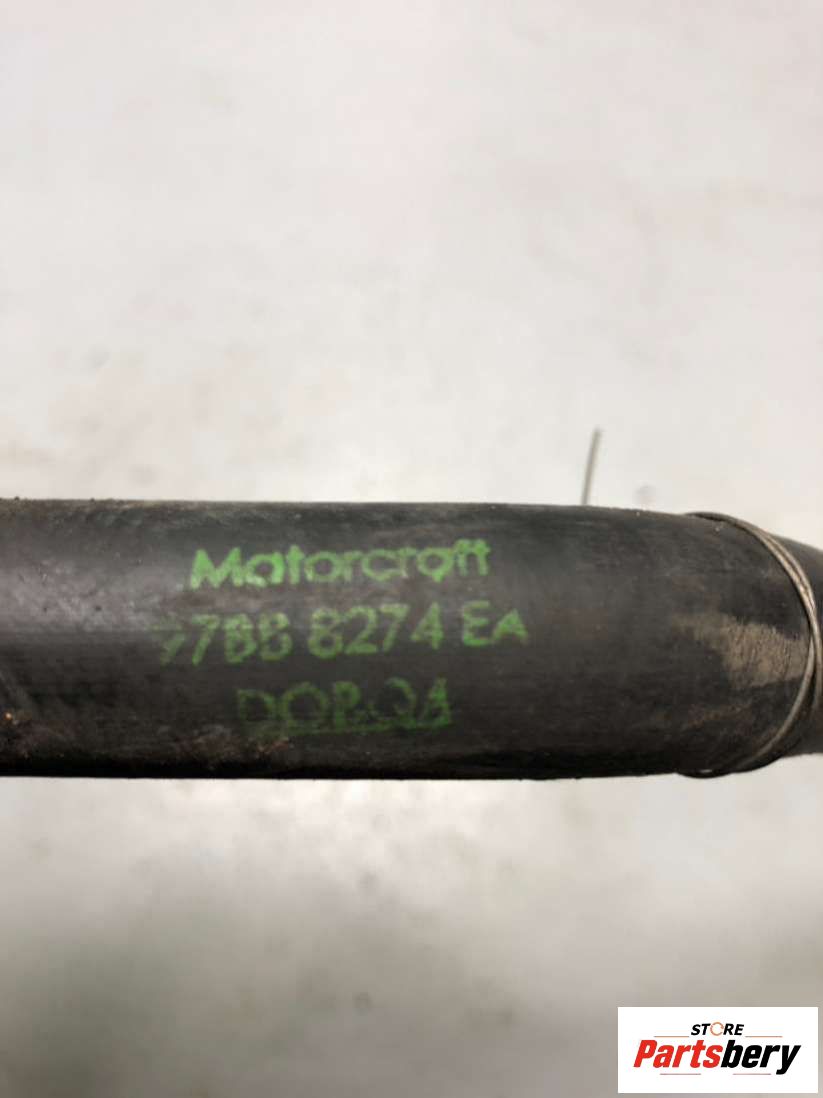 Motorcraft
97BB 8274 EA
STORE
Partsbery